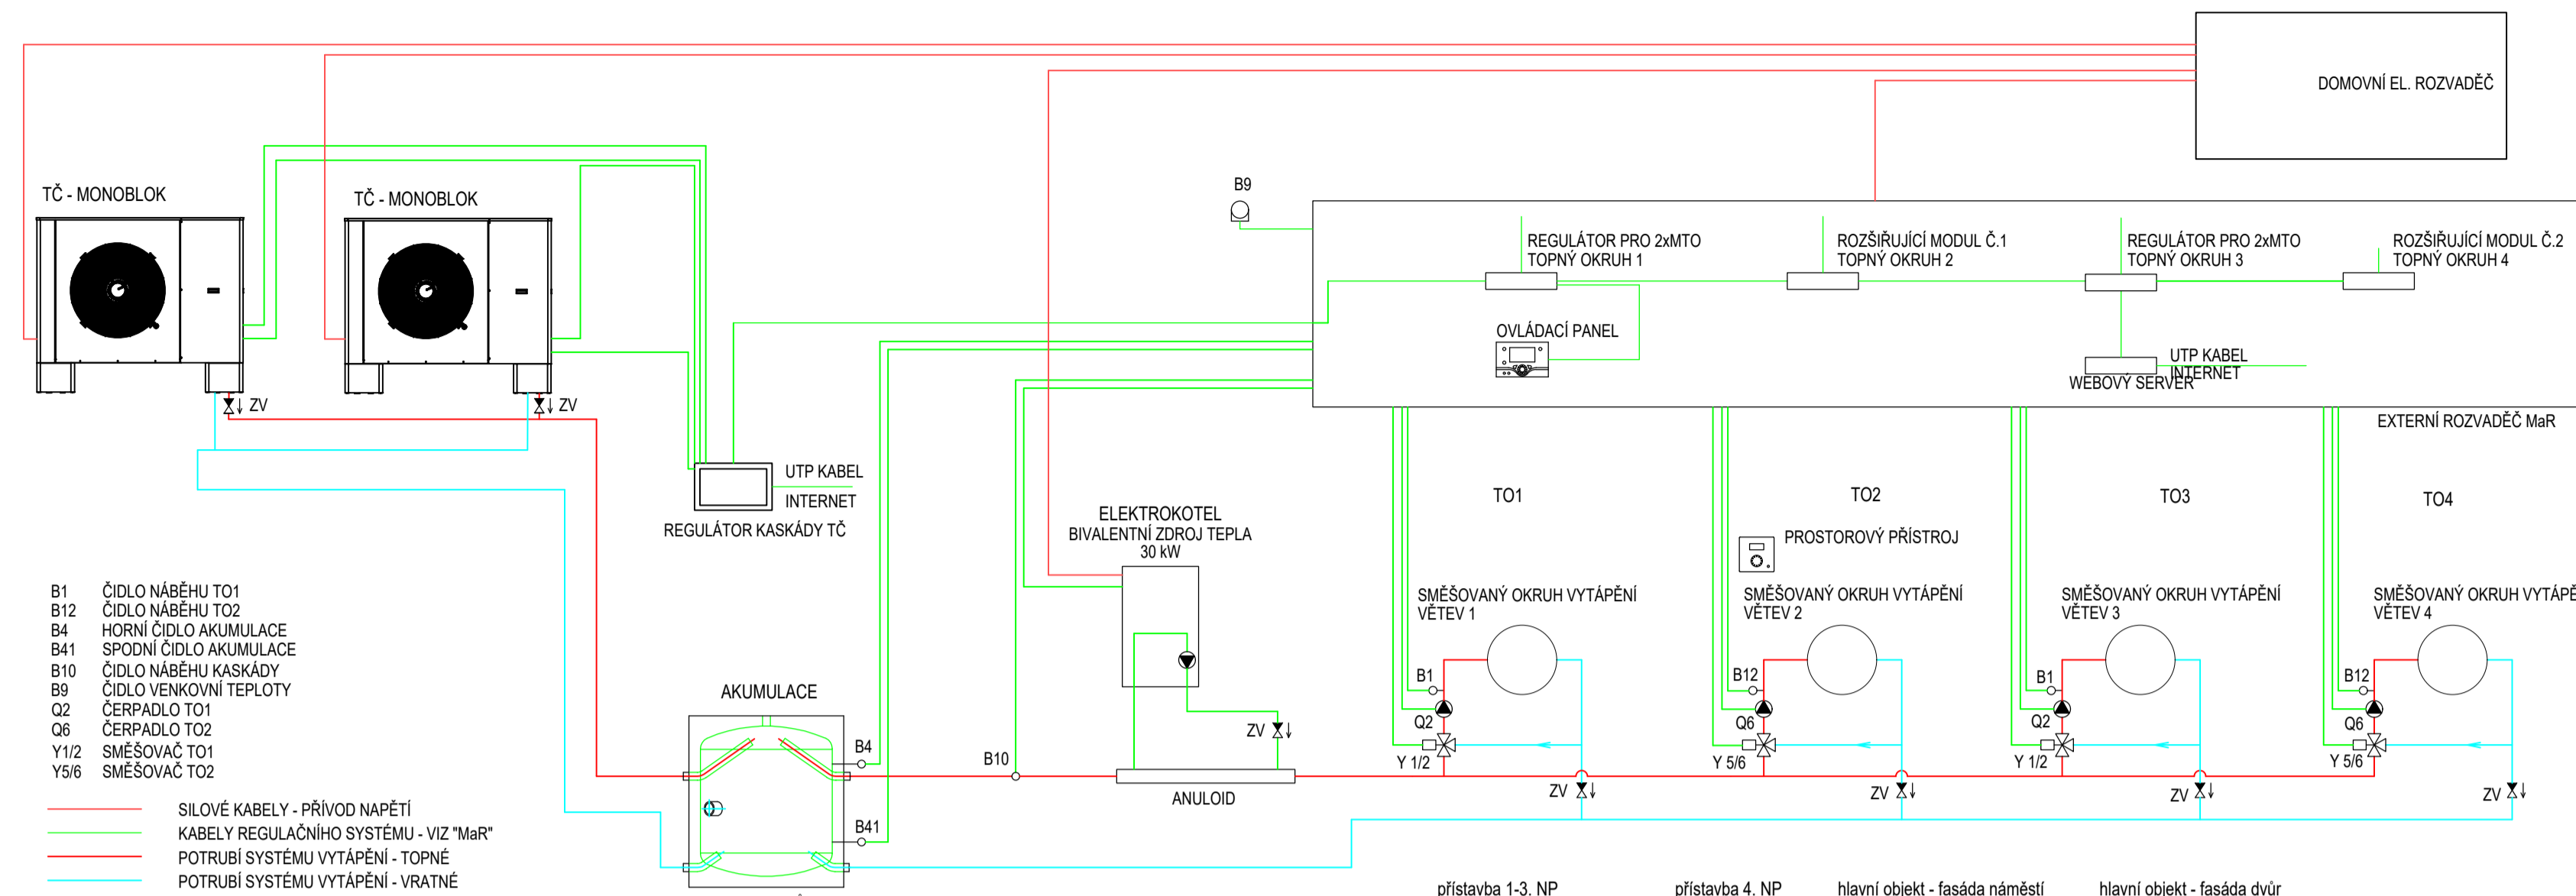 DOMOVNÍ EL. ROZVADĚČ
TČ - MONOBLOK
TČ - MONOBLOK
B9
REGULÁTOR PRO 2xMTO
TOPNÝ OKRUH 1
ROZŠIŘUJÍCÍ MODUL Č.1
TOPNÝ OKRUH 2
REGULÁTOR PRO 2xMTO
TOPNÝ OKRUH 3
ROZŠIŘUJÍCÍ MODUL Č.2
TOPNÝ OKRUH 4
OVLÁDACÍ PANEL
UTP KABEL
INTERNET
WEBOVÝ SERVER
EXTERNÍ ROZVADĚČ MaR
ZV
ZV
UTP KABEL
INTERNET
REGULÁTOR KASKÁDY TČ
ELEKTROKOTEL
BIVALENTNÍ ZDROJ TEPLA
30 kW
TO1
TO2
TO3
TO4
PROSTOROVÝ PŘÍSTROJ
SMĚŠOVANÝ OKRUH VYTÁPĚNÍ
VĚTEV 1
SMĚŠOVANÝ OKRUH VYTÁPĚNÍ
VĚTEV 2
SMĚŠOVANÝ OKRUH VYTÁPĚNÍ
VĚTEV 3
SMĚŠOVANÝ OKRUH VYTÁPĚ
VĚTEV 4
B1 ČIDLO NÁBĚHU TO1
B12 ČIDLO NÁBĚHU TO2
B4 HORNÍ ČIDLO AKUMULACE
B41 SPODNÍ ČIDLO AKUMULACE
B10 ČIDLO NÁBĚHU KASKÁDY
B9 ČIDLO VENKOVNÍ TEPLOTY
Q2 ČERPADLO TO1
Q6 ČERPADLO TO2
Y1/2 SMĚŠOVAČ TO1
Y5/6 SMĚŠOVAČ TO2
SILOVÉ KABELY - PŘÍVOD NAPĚTÍ
KABELY REGULAČNÍHO SYSTÉMU - VIZ "MaR"
POTRUBÍ SYSTÉMU VYTÁPĚNÍ - TOPNÉ
POTRUBÍ SYSTÉMU VYTÁPĚNÍ - VRATNÉ
AKUMULACE
B4
B41
B10
ZV
ANULOID
B1
Q2
Y 1/2
ZV
B12
Q6
Y 5/6
ZV
B1
Q2
Y 1/2
ZV
B12
Q6
Y 5/6
ZV
přístavba 1-3. NP
přístavba 4. NP
hlavní objekt - fasáda náměstí
hlavní objekt - fasáda dvůr